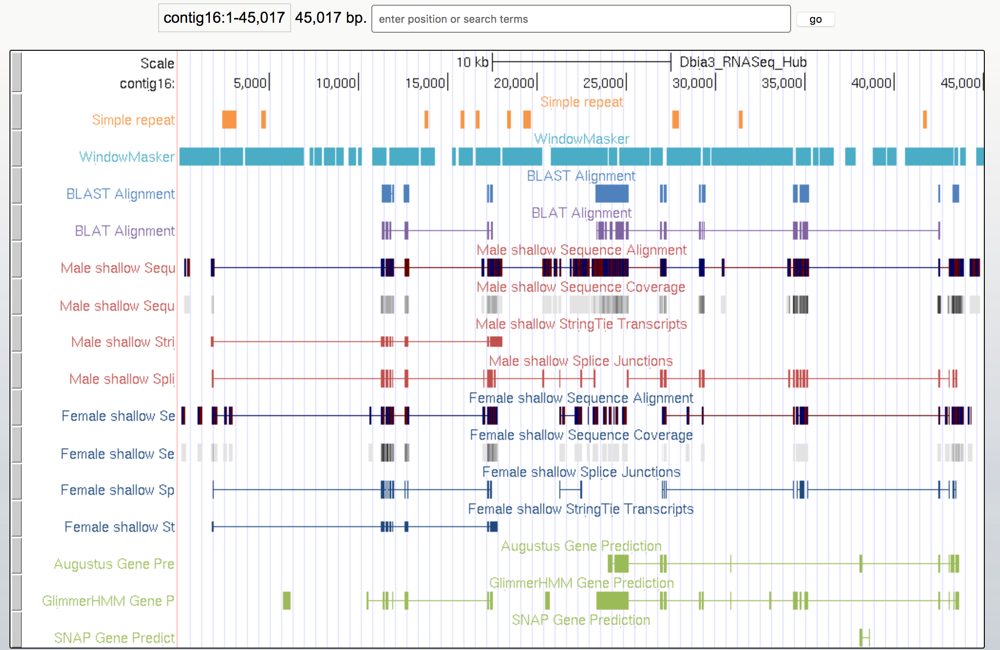 contig16:1-45,017 45,017 bp. enter position or search terms go
Scale 10 kb Dbia3_RNASeq_Hub
contig16: 5,000 10,000 15,000 20,000 25,000 30,000 35,000 40,000 45,000
Simple repeat
Simple repeat
WindowMasker
WindowMasker
BLAST Alignment
BLAST Alignment
BLAT Alignment
BLAT Alignment
Male shallow Sequence Alignment
Male shallow Sequ
Male shallow Sequence Coverage
Male shallow Sequ
Male shallow StringTie Transcripts
Male shallow Stri
Male shallow Splice Junctions
Male shallow Spli
Female shallow Sequence Alignment
Female shallow Se
Female shallow Sequence Coverage
Female shallow Se
Female shallow Splice Junctions
Female shallow Sp
Female shallow StringTie Transcripts
Female shallow St
Augustus Gene Prediction
Augustus Gene Pre
GlimmerHMM Gene Prediction
GlimmerHMM Gene P
SNAP Gene Prediction
SNAP Gene Predict